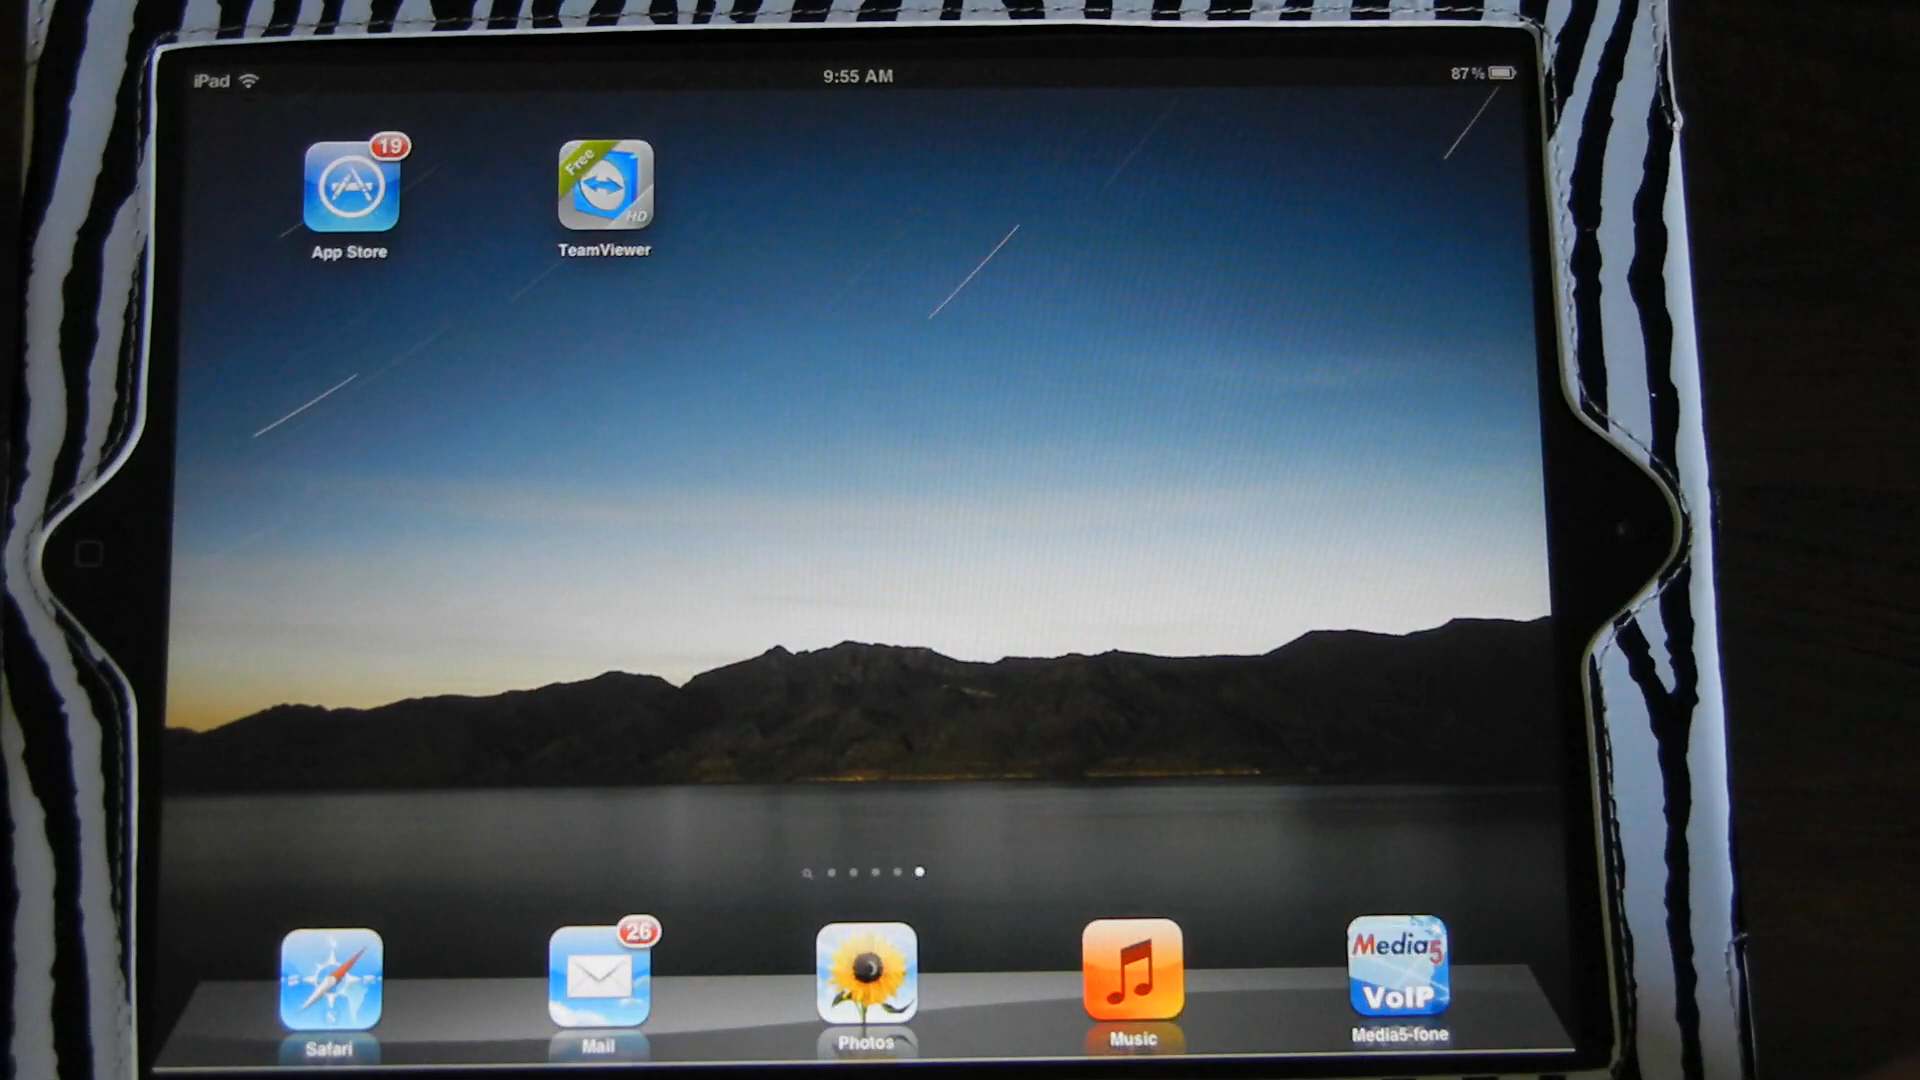 iPad
9:55 AM
87%
19
Free
HD
App Store
TeamViewer
26
Media5
VoIP
Safari
Mail
Photos
Music
Media5-fone